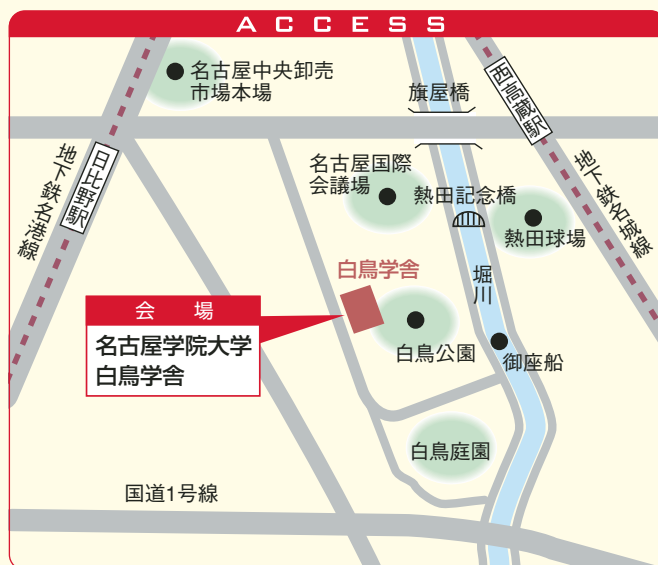 ACCESS
名古屋中央卸売
市場本場
旗屋橋
西高蔵駅
地下鉄名港線
日比野駅
名古屋国際
会議場
熱田記念橋
熱田球場
地下鉄名城線
白鳥学舎
堀川
会場
名古屋学院大学
白鳥学舎
白鳥公園
御座船
白鳥庭園
国道1号線